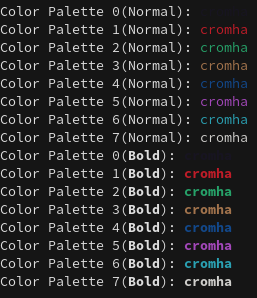 Color Palette 0(Normal):
Color Palette 1(Normal): cromha
Color Palette 2(Normal): cromha
Color Palette 3(Normal): cromha
Color Palette 4(Normal): cromha
Color Palette 5(Normal): cromha
Color Palette 6(Normal): cromha
Color Palette 7(Normal): cromha
Color Palette 0(Bold):
Color Palette 1(Bold): cromha
Color Palette 2(Bold): cromha
Color Palette 3(Bold): cromha
Color Palette 4(Bold): cromha
Color Palette 5(Bold): cromha
Color Palette 6(Bold): cromha
Color Palette 7(Bold): cromha